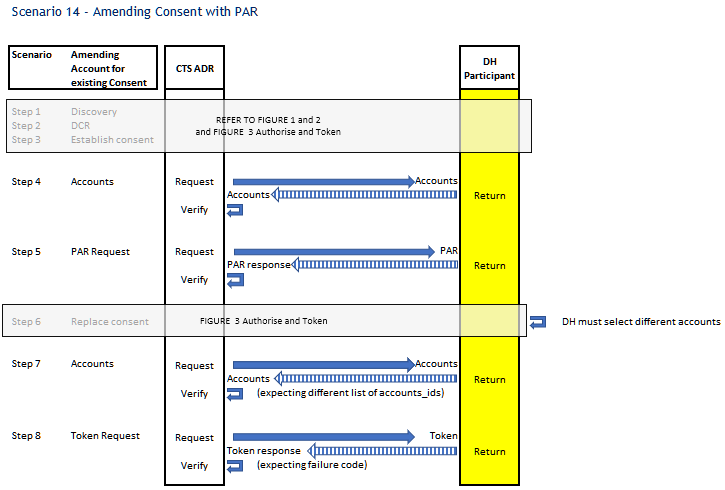 Scenario 14 - Amending Consent with PAR
Scenario
Amending
Account for
existing Consent
CTS ADR
DH
Participant
Step 1 Discovery
Step 2 DCR
Step 3 Establish consent
REFER TO FIGURE 1 and 2
and FIGURE 3 Authorise and Token
Step 4 Accounts Request Accounts
Accounts Return
Verify
Step 5 PAR Request Request PAR
PAR response Return
Verify
Step 6 Replace consent FIGURE 3 Authorise and Token DH must select different accounts
Step 7 Accounts Request Accounts
Accounts Return
Verify (expecting different list of accounts_ids)
Step 8 Token Request Request Token
Token response Return
Verify (expecting failure code)